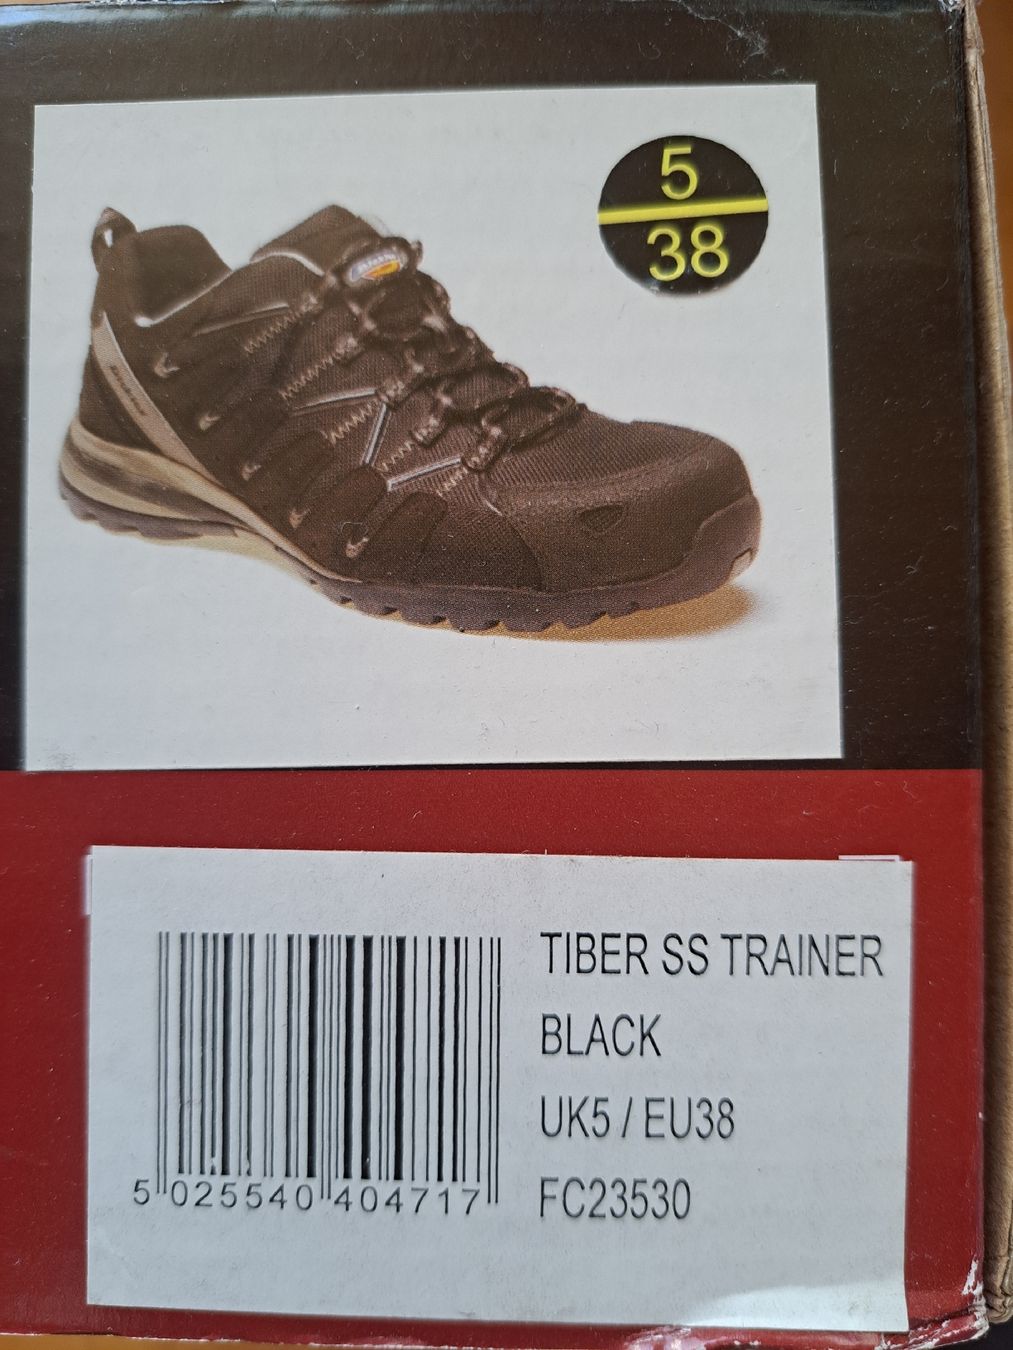 5
38
TIBER SS TRAINER
BLACK
UK5 / EU38
FC23530
5 025540 404717